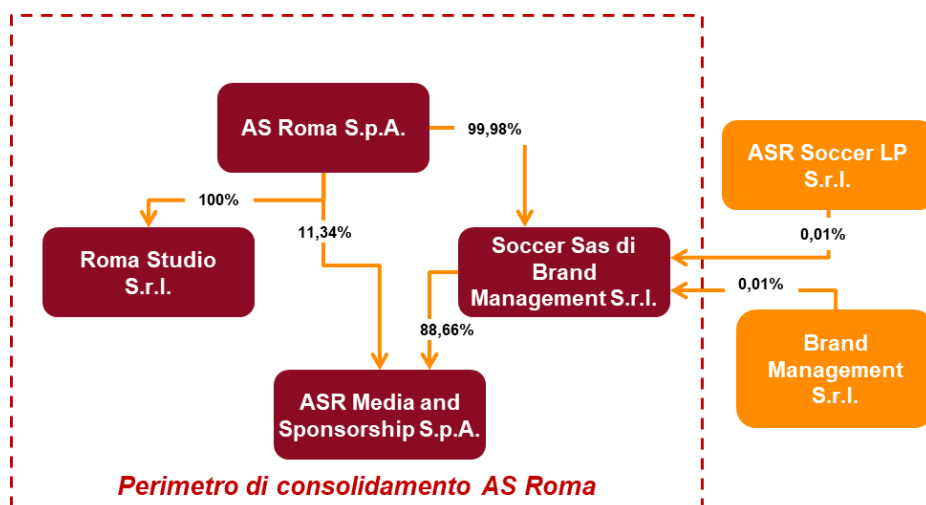 AS Roma S.p.A.
99,98%
ASR Soccer LP
S.r.l.
100%
11,34%
0,01%
Roma Studio
S.r.l.
Soccer Sas di
Brand
Management S.r.l.
0,01%
88,66%
Brand
Management
S.r.l.
ASR Media and
Sponsorship S.p.A.
Perimetro di consolidamento AS Roma